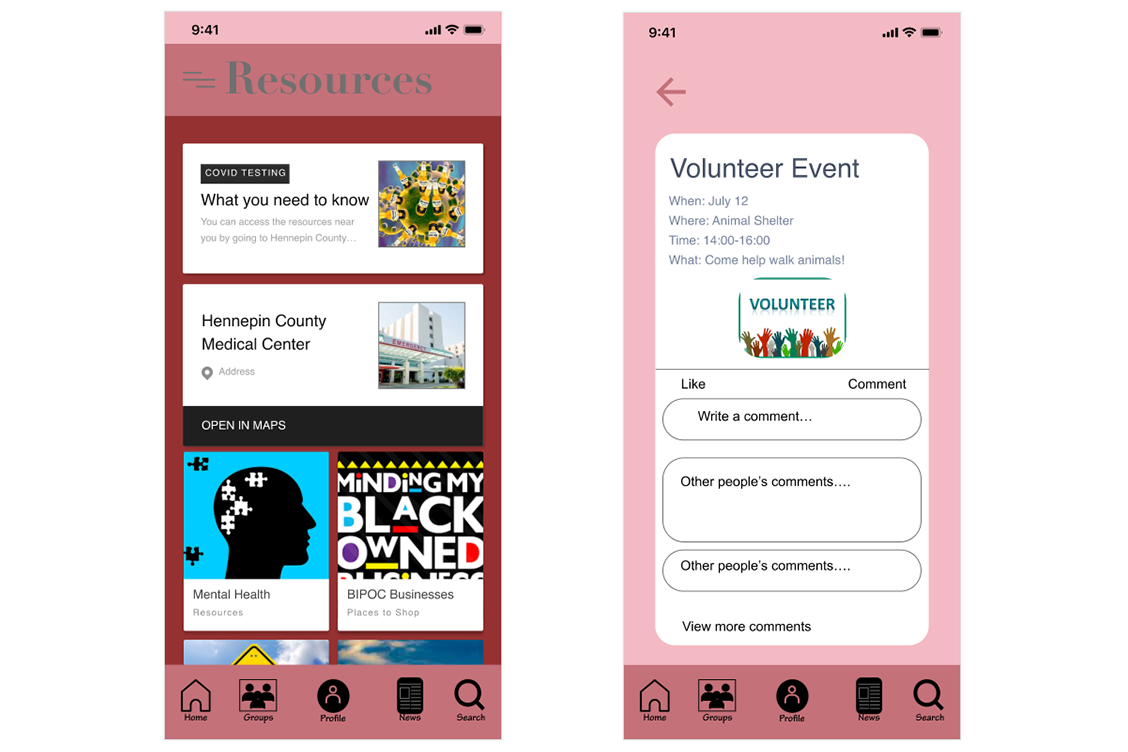 9:41
Resources
COVID TESTING
What you need to know
You can access the resources near
you by going to Hennepin County...
Hennepin County
Medical Center
EMERGENCY
Address
OPEN IN MAPS
MiNDiNG MY
BLACK
OWNED
BUSINESS
Mental Health
Resources
BIPOC Businesses
Places to Shop
Home
Groups
Profile
News
Search
9:41
Volunteer Event
When: July 12
Where: Animal Shelter
Time: 14:00-16:00
What: Come help walk animals!
VOLUNTEER
Like
Comment
Write a comment...
Other people's comments....
Other people's comments....
View more comments
Home
Groups
Profile
News
Search